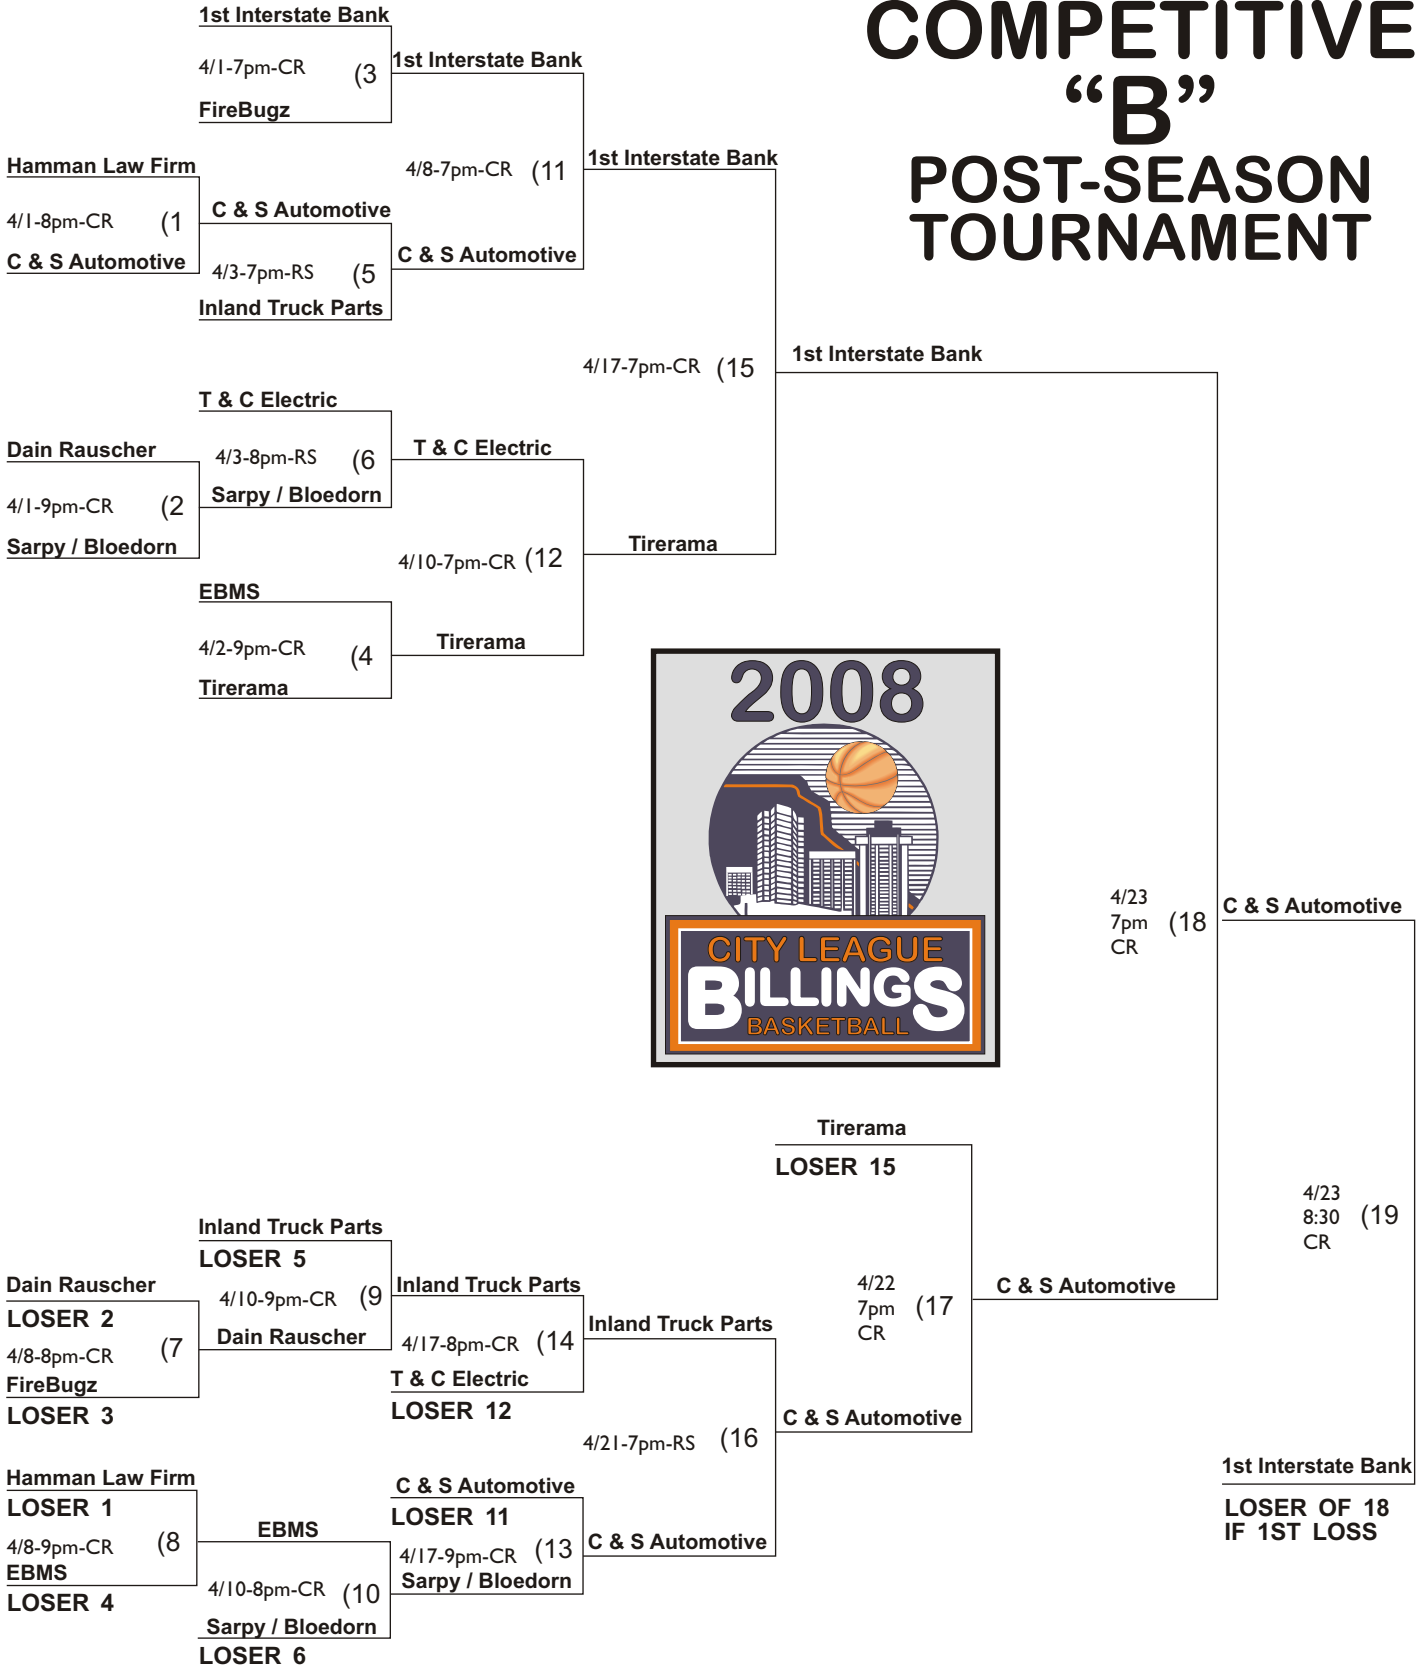 COMPETITIVE
“B”
POST-SEASON
TOURNAMENT
1st Interstate Bank
4/1-7pm-CR (3
FireBugz
1st Interstate Bank
Hamman Law Firm
4/1-8pm-CR (1
C & S Automotive
C & S Automotive
4/3-7pm-RS (5
Inland Truck Parts
4/8-7pm-CR (11
C & S Automotive
1st Interstate Bank
4/17-7pm-CR (15
1st Interstate Bank
T & C Electric
Dain Rauscher
4/1-9pm-CR (2
Sarpy / Bloedorn
4/3-8pm-RS (6
Sarpy / Bloedorn
T & C Electric
4/10-7pm-CR (12
Tirerama
EBMS
4/2-9pm-CR (4
Tirerama
Tirerama
2008
CITY LEAGUE
BILLINGS
BASKETBALL
4/23
7pm
CR
(18
C & S Automotive
Tirerama
LOSER 15
4/22
7pm
CR
(17
C & S Automotive
4/23
8:30
CR
(19
1st Interstate Bank
LOSER OF 18
IF 1ST LOSS
Inland Truck Parts
LOSER 5
4/10-9pm-CR (9
Dain Rauscher
Dain Rauscher
LOSER 2
4/8-8pm-CR (7
FireBugz
LOSER 3
Inland Truck Parts
4/17-8pm-CR (14
T & C Electric
LOSER 12
Inland Truck Parts
4/21-7pm-RS (16
C & S Automotive
Hamman Law Firm
LOSER 1
4/8-9pm-CR (8
EBMS
LOSER 4
EBMS
4/10-8pm-CR (10
Sarpy / Bloedorn
LOSER 6
C & S Automotive
LOSER 11
4/17-9pm-CR (13
Sarpy / Bloedorn
C & S Automotive